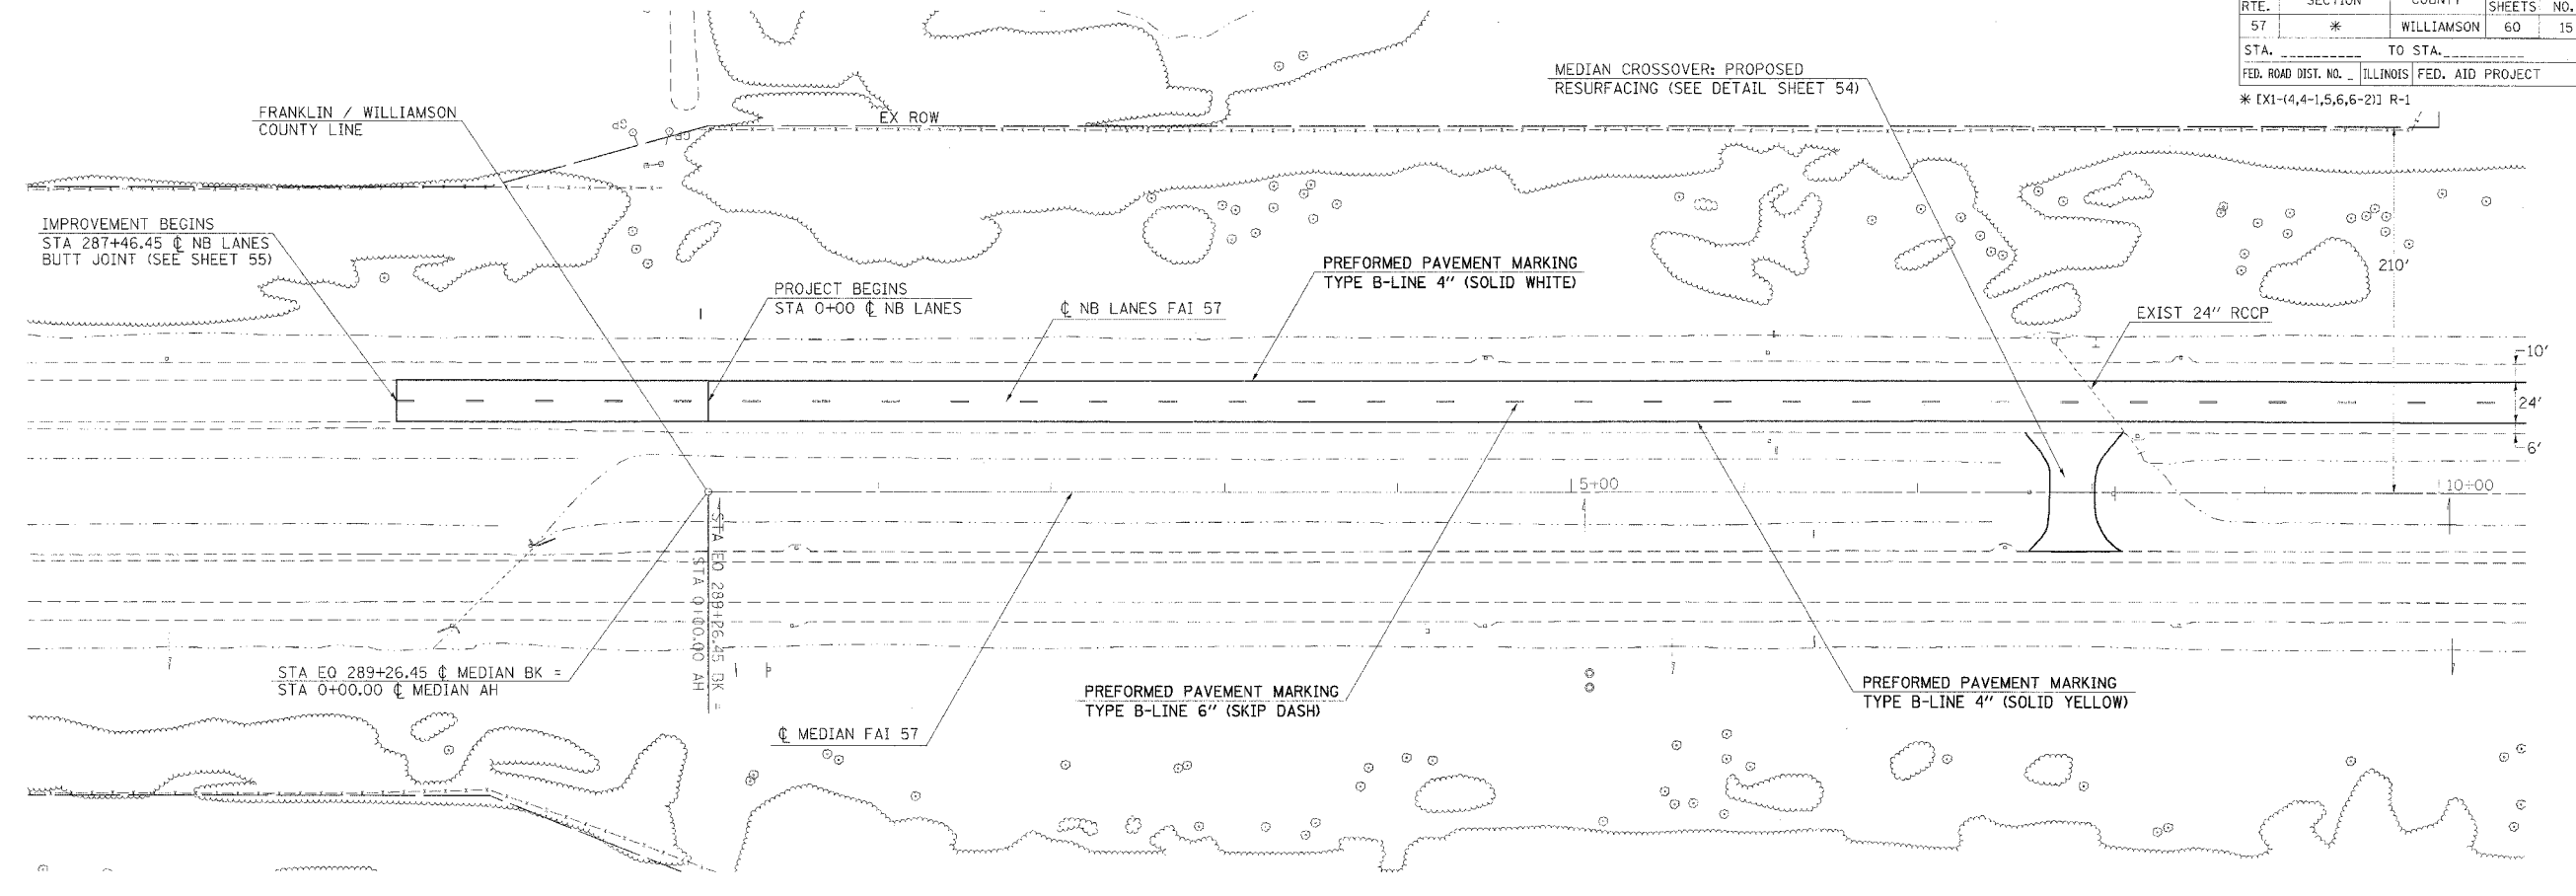 RTE. SECTION COUNTY SHEETS NO.
57 * WILLIAMSON 60 15
STA. ____________ TO STA. ____________
FED. ROAD DIST. NO. _ ILLINOIS FED. AID PROJECT
* [X1-(4,4-1,5,6,6-2)] R-1
MEDIAN CROSSOVER: PROPOSED
RESURFACING (SEE DETAIL SHEET 54)
FRANKLIN / WILLIAMSON
COUNTY LINE
EX ROW
IMPROVEMENT BEGINS
STA 287+46.45 ℄ NB LANES
BUTT JOINT (SEE SHEET 55)
PROJECT BEGINS
STA 0+00 ℄ NB LANES
℄ NB LANES FAI 57
PREFORMED PAVEMENT MARKING
TYPE B-LINE 4" (SOLID WHITE)
210'
EXIST 24" RCCP
10'
24'
6'
5+00
10+00
STA EQ 289+26.45 BK =
STA 0+00.00 AH
STA EQ 289+26.45 ℄ MEDIAN BK =
STA 0+00.00 ℄ MEDIAN AH
℄ MEDIAN FAI 57
PREFORMED PAVEMENT MARKING
TYPE B-LINE 6" (SKIP DASH)
PREFORMED PAVEMENT MARKING
TYPE B-LINE 4" (SOLID YELLOW)